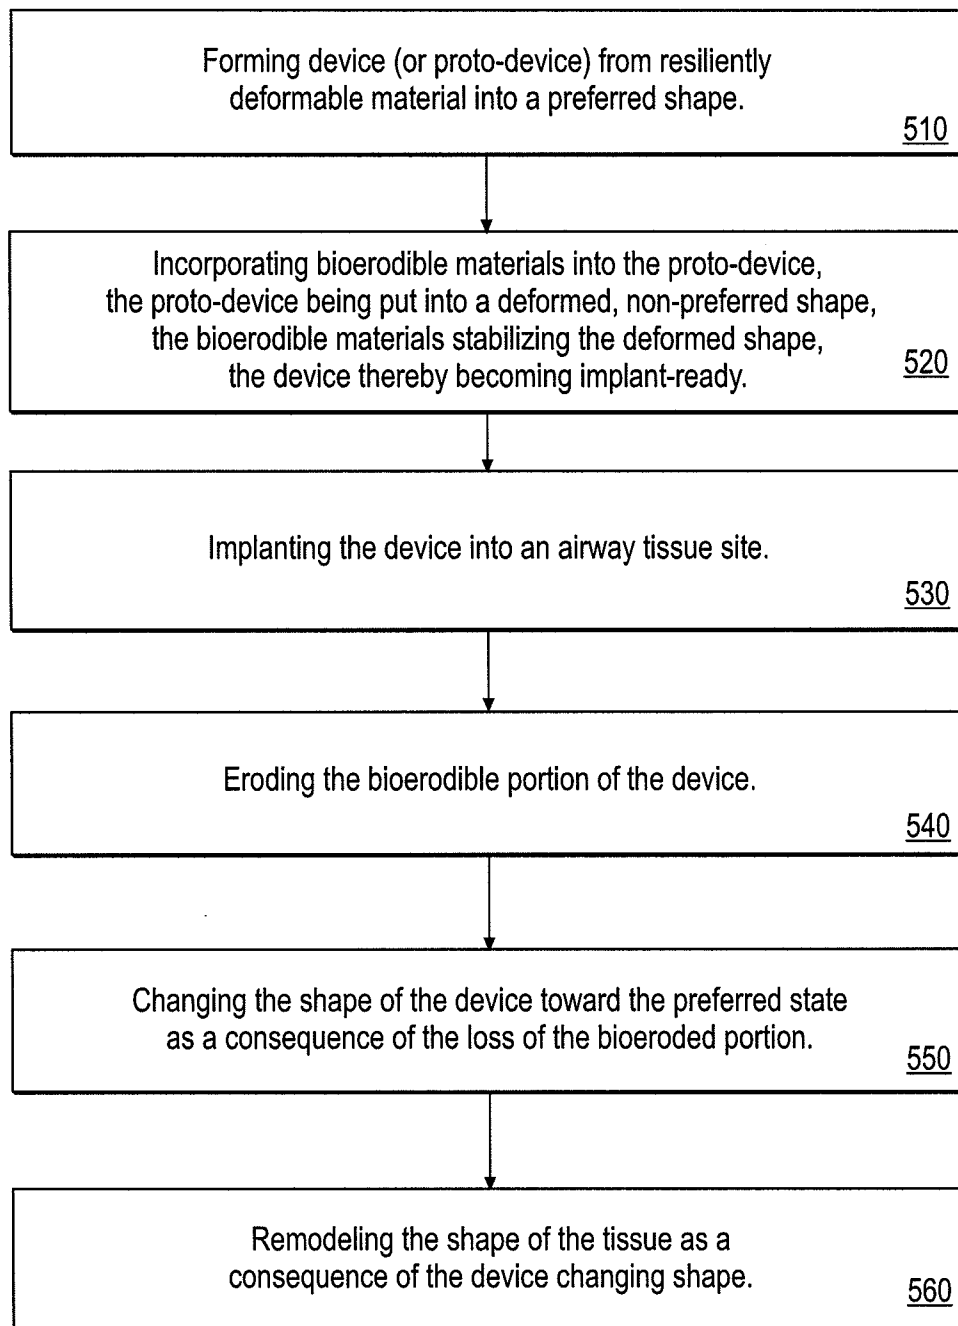 Forming device (or proto-device) from resiliently
deformable material into a preferred shape.
510
Incorporating bioerodible materials into the proto-device,
the proto-device being put into a deformed, non-preferred shape,
the bioerodible materials stabilizing the deformed shape,
the device thereby becoming implant-ready.
520
Implanting the device into an airway tissue site.
530
Eroding the bioerodible portion of the device.
540
Changing the shape of the device toward the preferred state
as a consequence of the loss of the bioeroded portion.
550
Remodeling the shape of the tissue as a
consequence of the device changing shape.
560